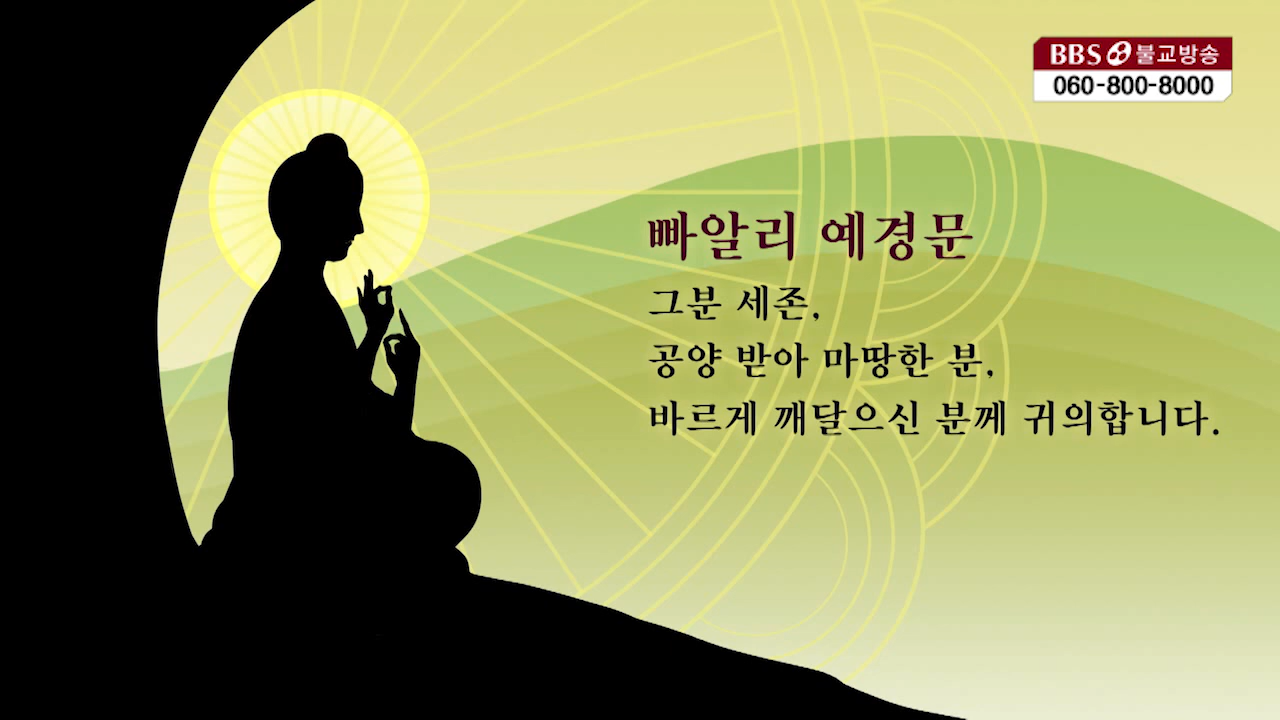 BBS 불교방송
060-800-8000
빠알리 예경문
그분 세존,
공양 받아 마땅한 분,
바르게 깨달으신 분께 귀의합니다.